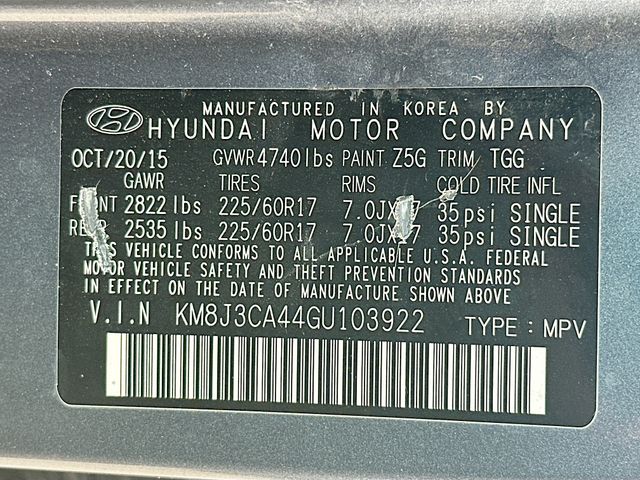 MANUFACTURED IN KOREA BY
HYUNDAI MOTOR COMPANY
OCT/20/15 GVWR 4740lbs PAINT Z5G TRIM TGG
GAWR TIRES RIMS COLD TIRE INFL
2822 lbs 225/60R17 35psi SINGLE
2535 lbs 225/60R17 35psi SINGLE
THIS VEHICLE CONFORMS TO ALL APPLICABLE U.S.A. FEDERAL
MOTOR VEHICLE SAFETY AND THEFT PREVENTION STANDARDS
IN EFFECT ON THE DATE OF MANUFACTURE SHOWN ABOVE
V.I.N KM8J3CA44GU103922 TYPE : MPV